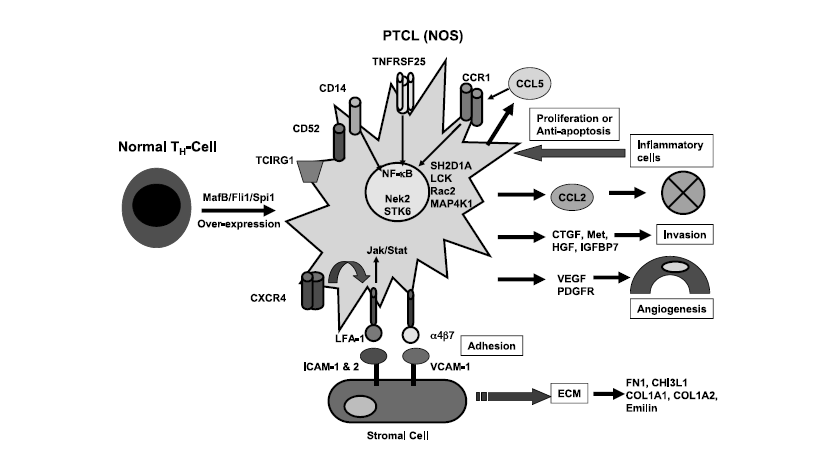 PTCL (NOS)
TNFRSF25
CCR1
CCL5
CD14
CD52
TCIRG1
Normal TH-Cell
MafB/Fli1/Spi1
Over-expression
NF-κB
Nek2
STK6
SH2D1A
LCK
Rac2
MAP4K1
Proliferation or
Anti-apoptosis
Inflammatory
cells
CCL2
CTGF, Met,
HGF, IGFBP7
Invasion
VEGF
PDGFR
Angiogenesis
Jak/Stat
CXCR4
LFA-1
α4β7
Adhesion
ICAM-1 & 2
VCAM-1
Stromal Cell
ECM
FN1, CHI3L1
COL1A1, COL1A2,
Emilin